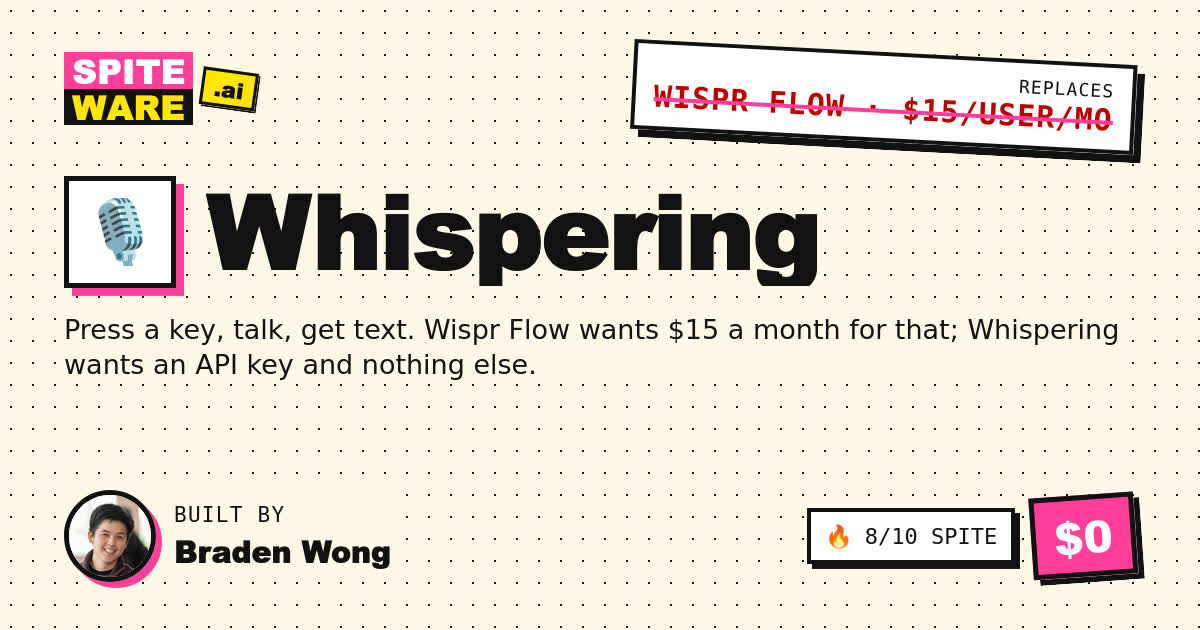 SPITE
WARE
.ai
REPLACES
WISPR FLOW · $15/USER/MO
Whispering
Press a key, talk, get text. Wispr Flow wants $15 a month for that; Whispering
wants an API key and nothing else.
BUILT BY
Braden Wong
🔥 8/10 SPITE
$0